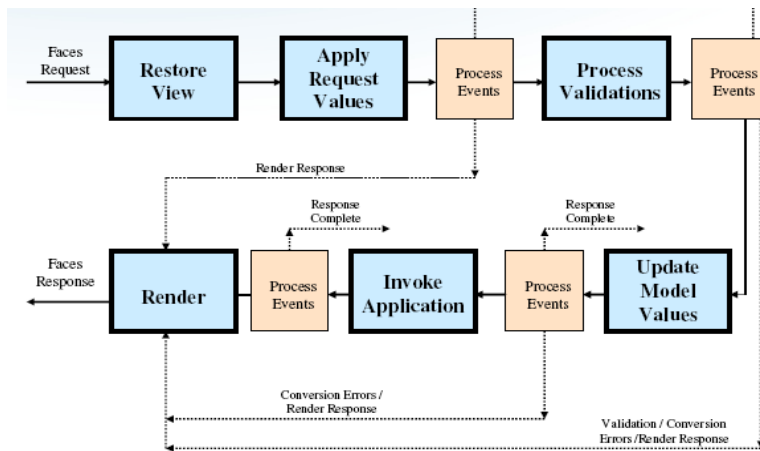 Faces
Request
Restore
View
Apply
Request
Values
Process
Events
Process
Validations
Process
Events
Render Response
Response
Complete
Response
Complete
Faces
Response
Render
Process
Events
Invoke
Application
Process
Events
Update
Model
Values
Conversion Errors /
Render Response
Validation / Conversion
Errors /Render Response